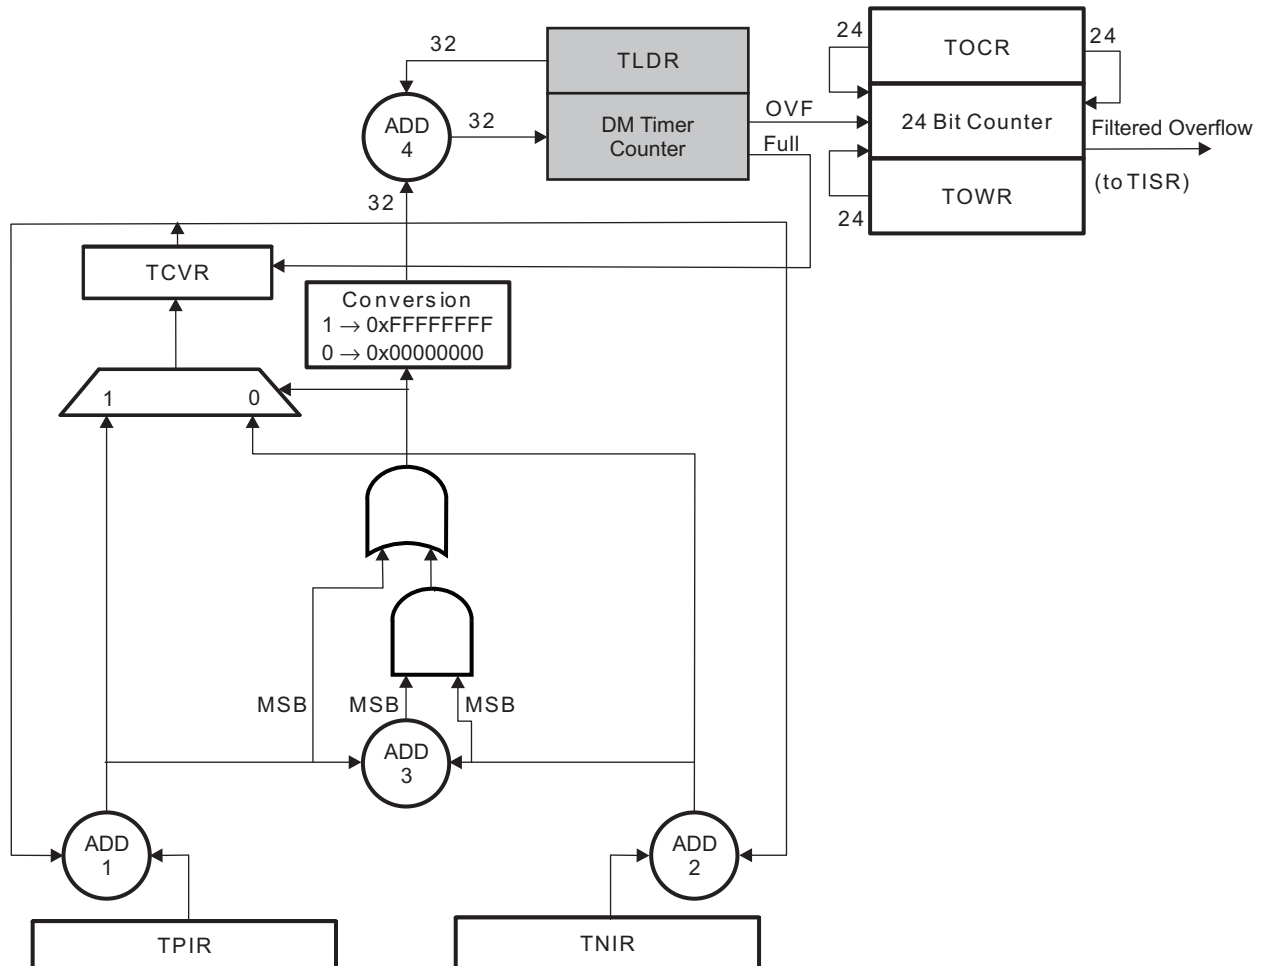 24
TOCR
24
32
TLDR
ADD
4
32
DM Timer
Counter
OVF
Full
24 Bit Counter
Filtered Overflow
(to TISR)
TOWR
24
32
TCVR
Conversion
1 → 0xFFFFFFFF
0 → 0x00000000
1
0
MSB
MSB
MSB
ADD
3
ADD
1
ADD
2
TPIR
TNIR